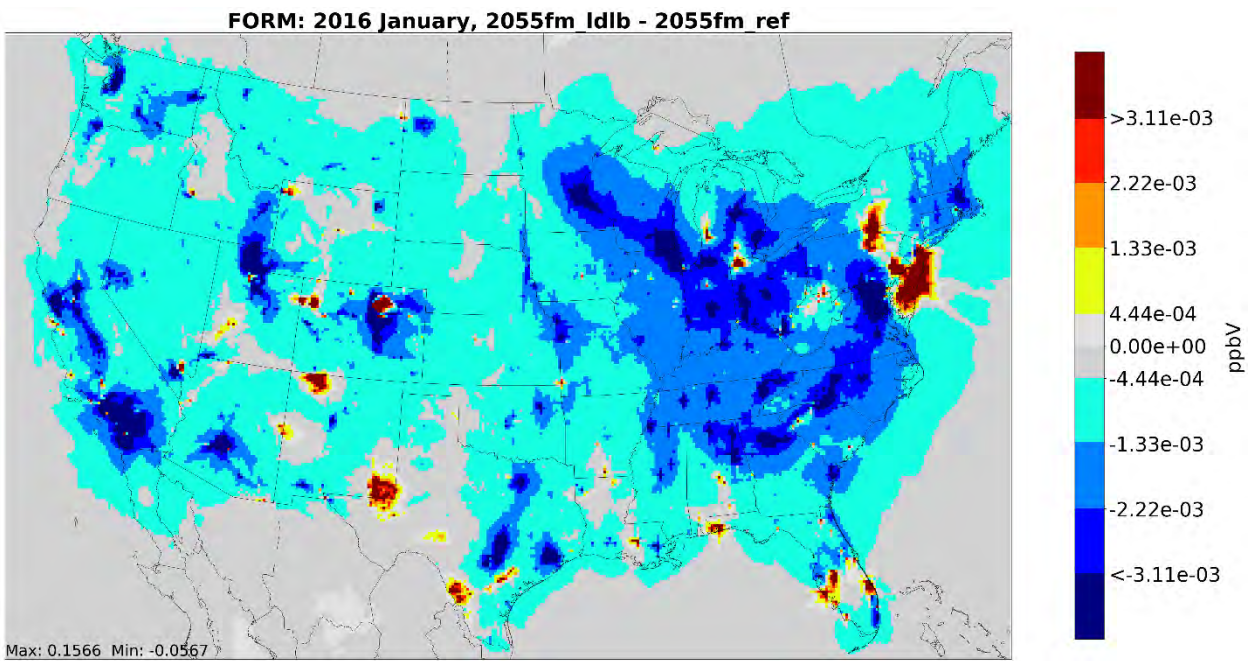 FORM: 2016 January, 2055fm_ldlb - 2055fm_ref
>3.11e-03
2.22e-03
1.33e-03
4.44e-04
0.00e+00
-4.44e-04
-1.33e-03
-2.22e-03
<-3.11e-03
ppbV
Max: 0.1566 Min: -0.0567